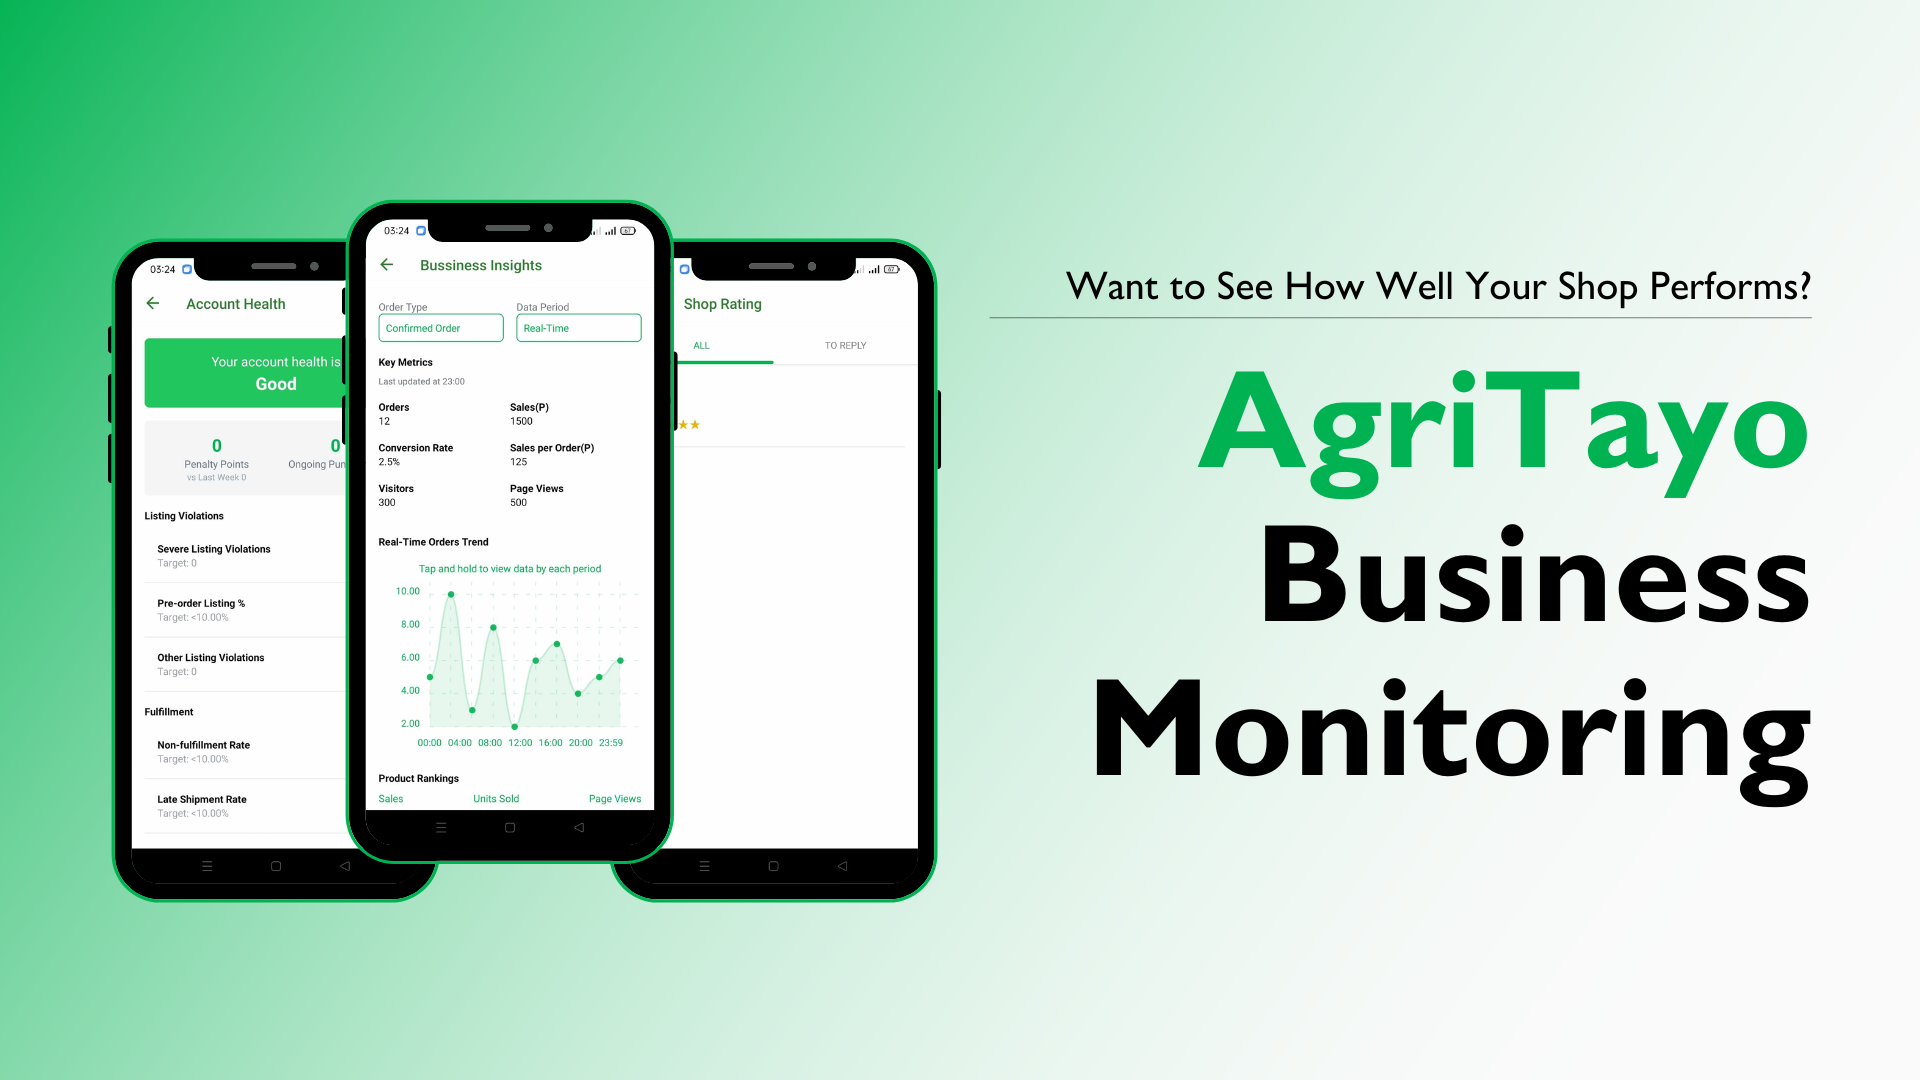 03:24
Account Health
Your account health is
Good
0
0
Penalty Points
Ongoing Pun
vs Last Week 0
Listing Violations
Severe Listing Violations
Target: 0
Pre-order Listing %
Target: <10.00%
Other Listing Violations
Target: 0
Fulfillment
Non-fulfillment Rate
Target: <10.00%
Late Shipment Rate
Target: <10.00%
03:24
67
Bussiness Insights
Order Type
Data Period
Confirmed Order
Real-Time
Key Metrics
Last updated at 23:00
Orders
Sales(P)
12
1500
Conversion Rate
Sales per Order(P)
2.5%
125
Visitors
Page Views
300
500
Real-Time Orders Trend
Tap and hold to view data by each period
10.00
8.00
6.00
4.00
2.00
00:00 04:00 08:00 12:00 16:00 20:00 23:59
Product Rankings
Sales
Units Sold
Page Views
67
Shop Rating
ALL
TO REPLY
Want to See How Well Your Shop Performs?
AgriTayo
Business
Monitoring